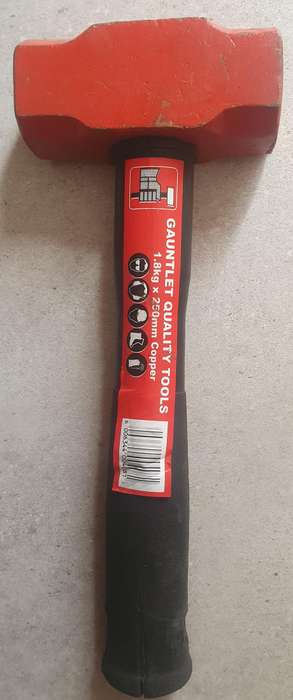 GAUNTLET QUALITY TOOLS
1.8kg x 250mm Copper